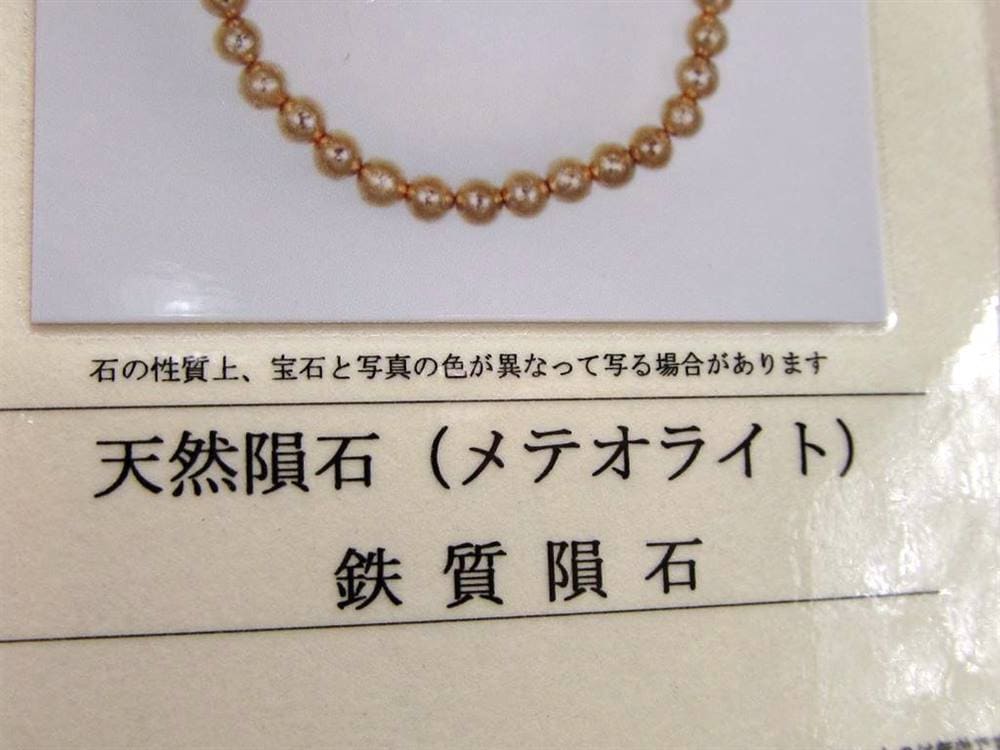 石の性質上、宝石と写真の色が異なって写る場合があります
天然隕石（メテオライト）
鉄質隕石